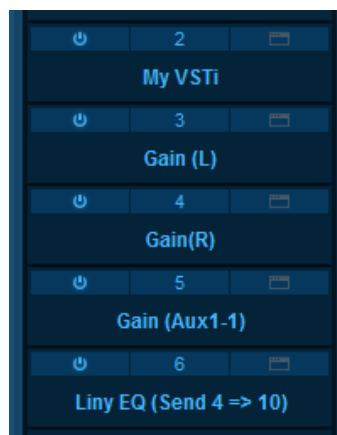 2
My VSTi
3
Gain (L)
4
Gain(R)
5
Gain (Aux1-1)
6
Liny EQ (Send 4 => 10)